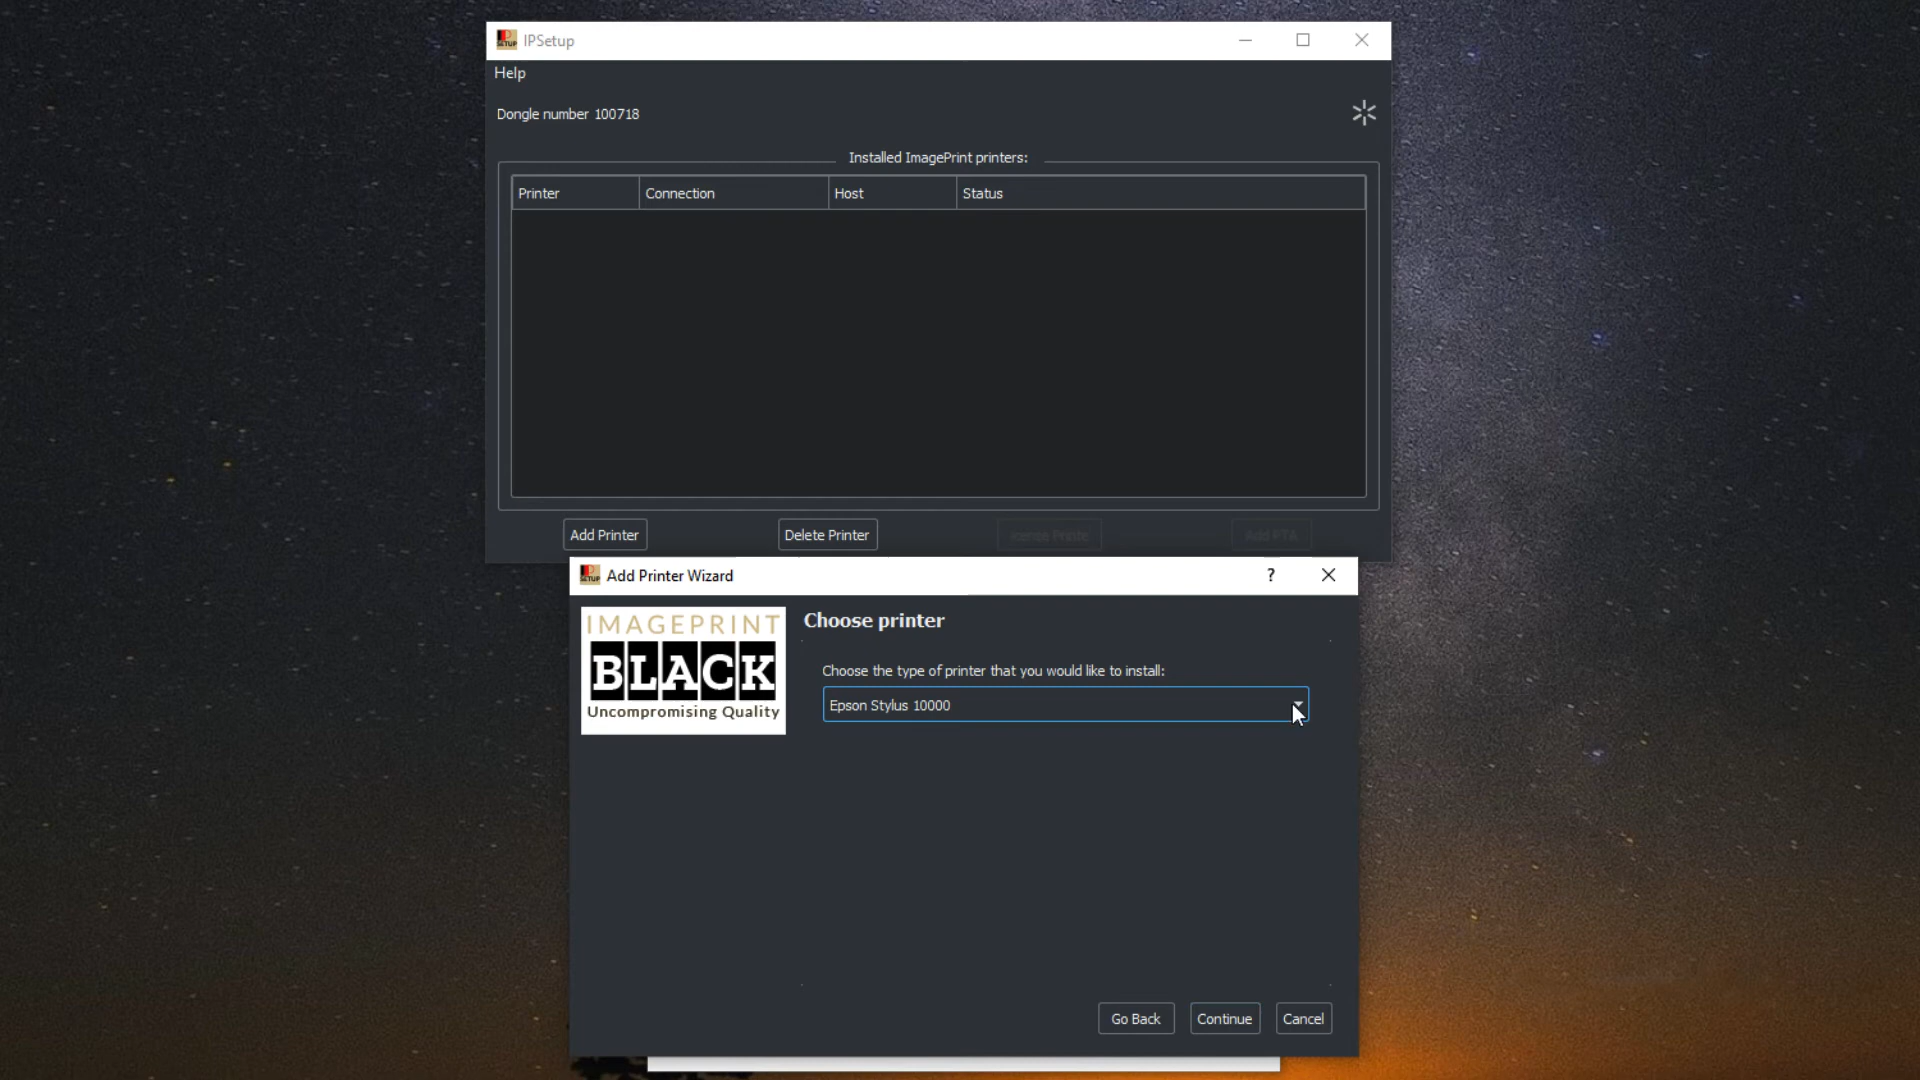 IPSetup
Help
Dongle number 100718
Installed ImagePrint printers:
Printer Connection Host Status
Add Printer Delete Printer Add PTA
Add Printer Wizard ?
IMAGEPRINT
BLACK
Uncompromising Quality
Choose printer
Choose the type of printer that you would like to install:
Epson Stylus 10000
Go Back Continue Cancel